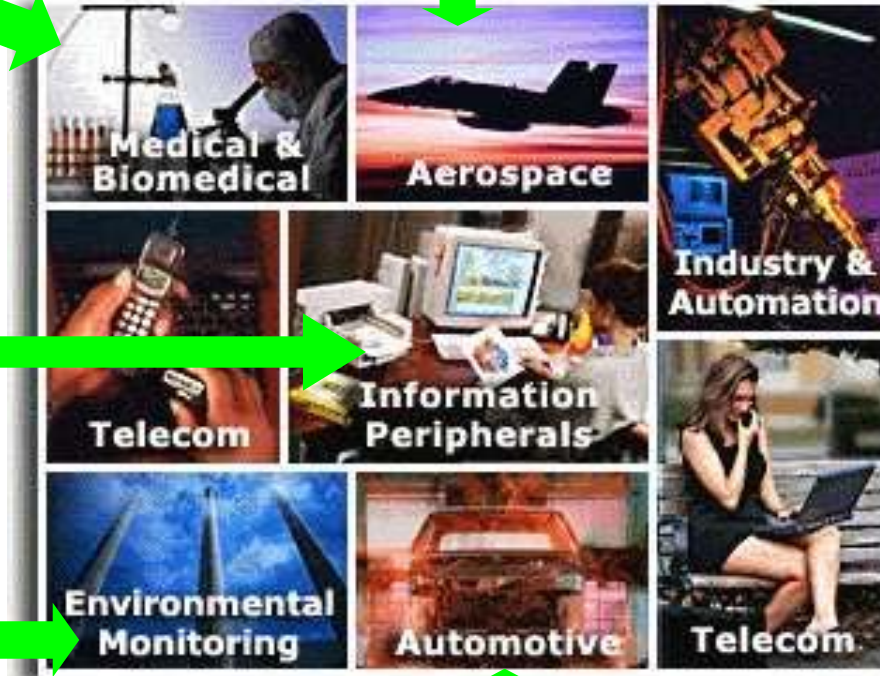 Medical &
Biomedical
Aerospace
Industry &
Automation
Telecom
Information
Peripherals
Environmental
Monitoring
Automotive
Telecom